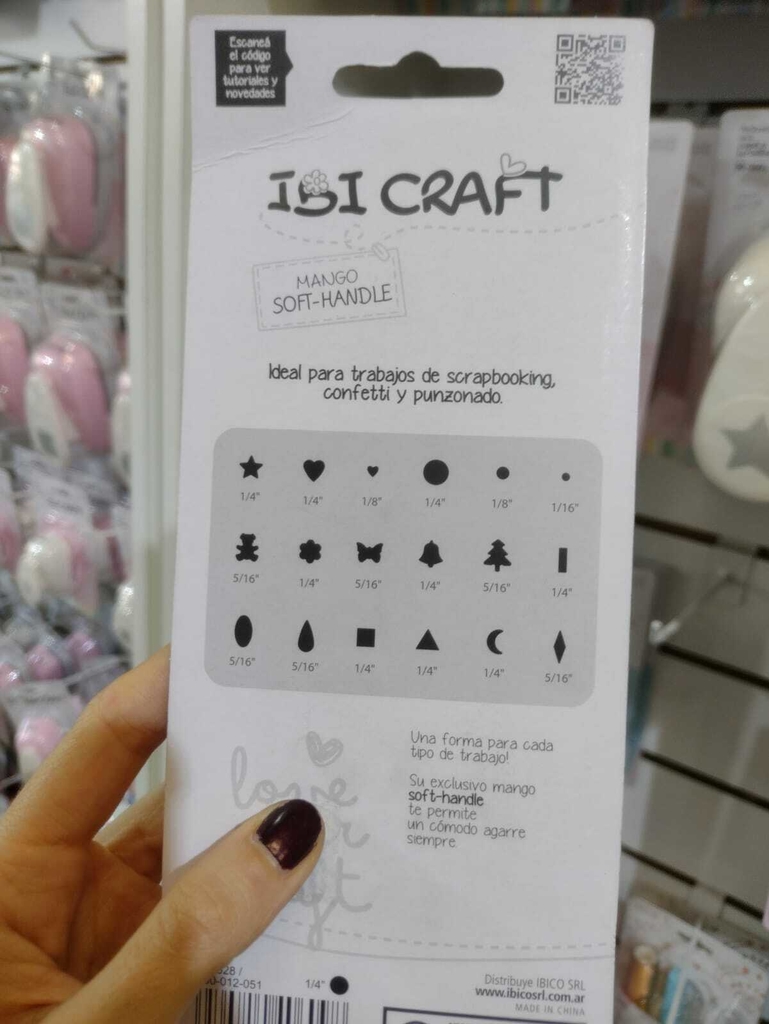 Escaneá
el código
para ver
tutoriales y
novedades
IBI CRAFT
MANGO
SOFT-HANDLE
Ideal para trabajos de scrapbooking,
confetti y punzonado.
1/4" 1/4" 1/8" 1/4" 1/8" 1/16"
5/16" 1/4" 5/16" 1/4" 5/16" 1/4"
5/16" 5/16" 1/4" 1/4" 1/4" 5/16"
Una forma para cada
tipo de trabajo!
Su exclusivo mango
soft-handle
te permite
un cómodo agarre
siempre.
love
1/4"
Distribuye IBICO SRL
www.ibicosrl.com.ar
MADE IN CHINA